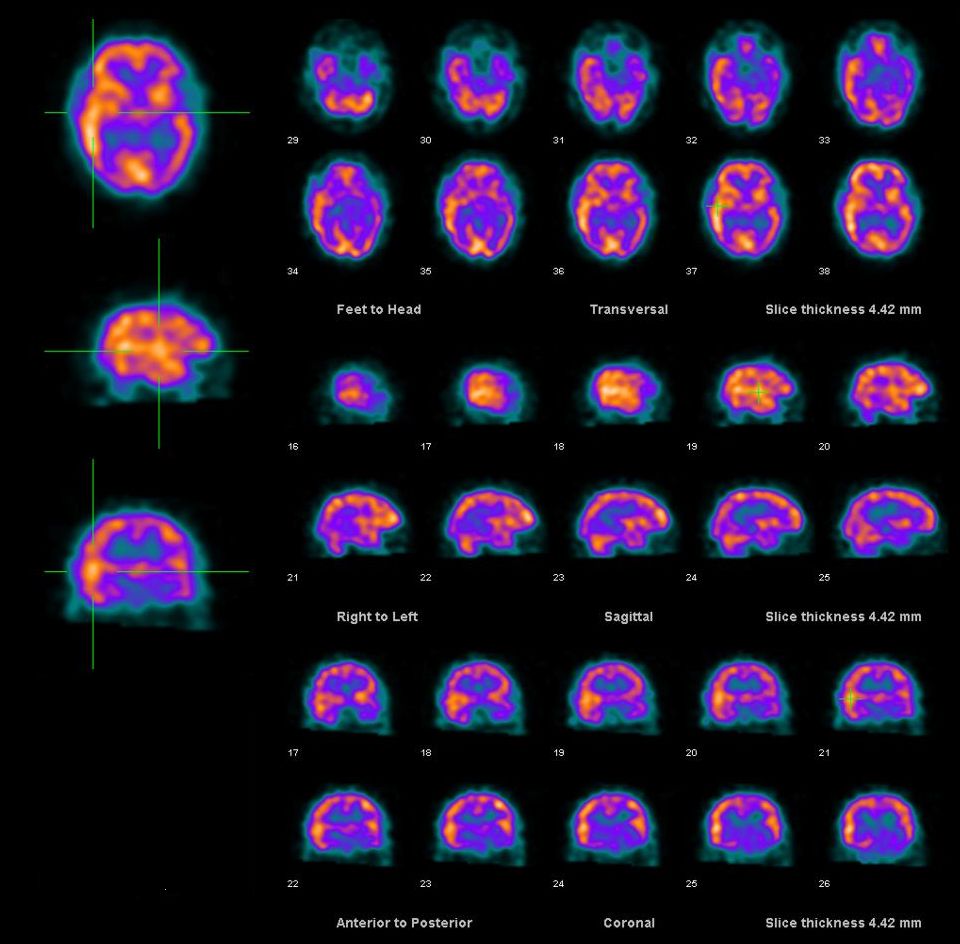 29 30 31 32 33
34 35 36 37 38
Feet to Head Transversal Slice thickness 4.42 mm
16 17 18 19 20
21 22 23 24 25
Right to Left Sagittal Slice thickness 4.42 mm
17 18 19 20 21
22 23 24 25 26
Anterior to Posterior Coronal Slice thickness 4.42 mm